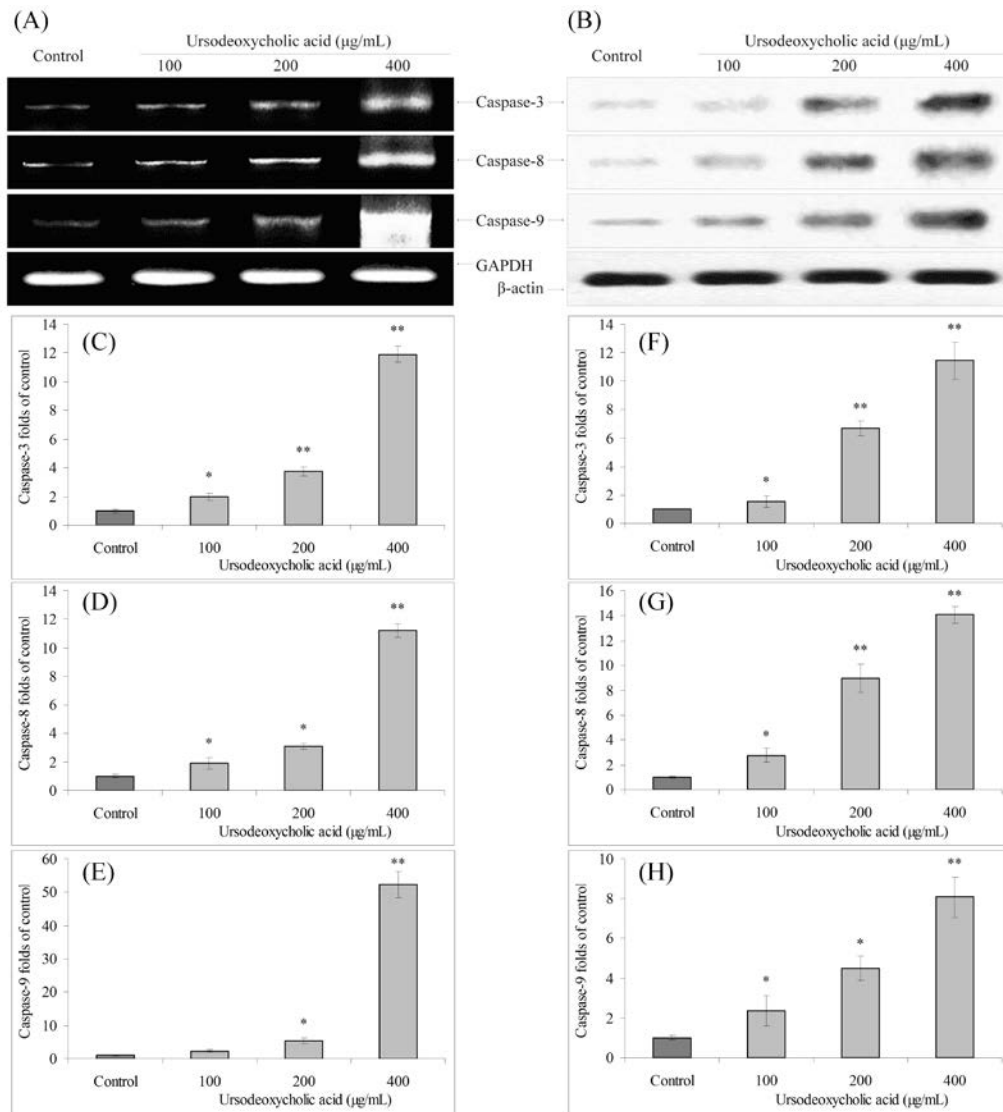 (A)
Ursodeoxycholic acid (μg/mL)
Control
100 200 400
(B)
Ursodeoxycholic acid (μg/mL)
Control
100 200 400
Caspase-3
Caspase-8
Caspase-9
GAPDH
β-actin
(C)
Caspase-3 folds of control
14
12
10
8
6
4
2
0
*
**
**
Control 100 200 400
Ursodeoxycholic acid (μg/mL)
(F)
Caspase-3 folds of control
14
12
10
8
6
4
2
0
*
**
**
Control 100 200 400
Ursodeoxycholic acid (μg/mL)
(D)
Caspase-8 folds of control
14
12
10
8
6
4
2
0
*
*
**
Control 100 200 400
Ursodeoxycholic acid (μg/mL)
(G)
Caspase-8 folds of control
16
14
12
10
8
6
4
2
0
*
**
**
Control 100 200 400
Ursodeoxycholic acid (μg/mL)
(E)
Caspase-9 folds of control
60
50
40
30
20
10
0
*
**
Control 100 200 400
Ursodeoxycholic acid (μg/mL)
(H)
Caspase-9 folds of control
10
8
6
4
2
0
*
*
**
Control 100 200 400
Ursodeoxycholic acid (μg/mL)